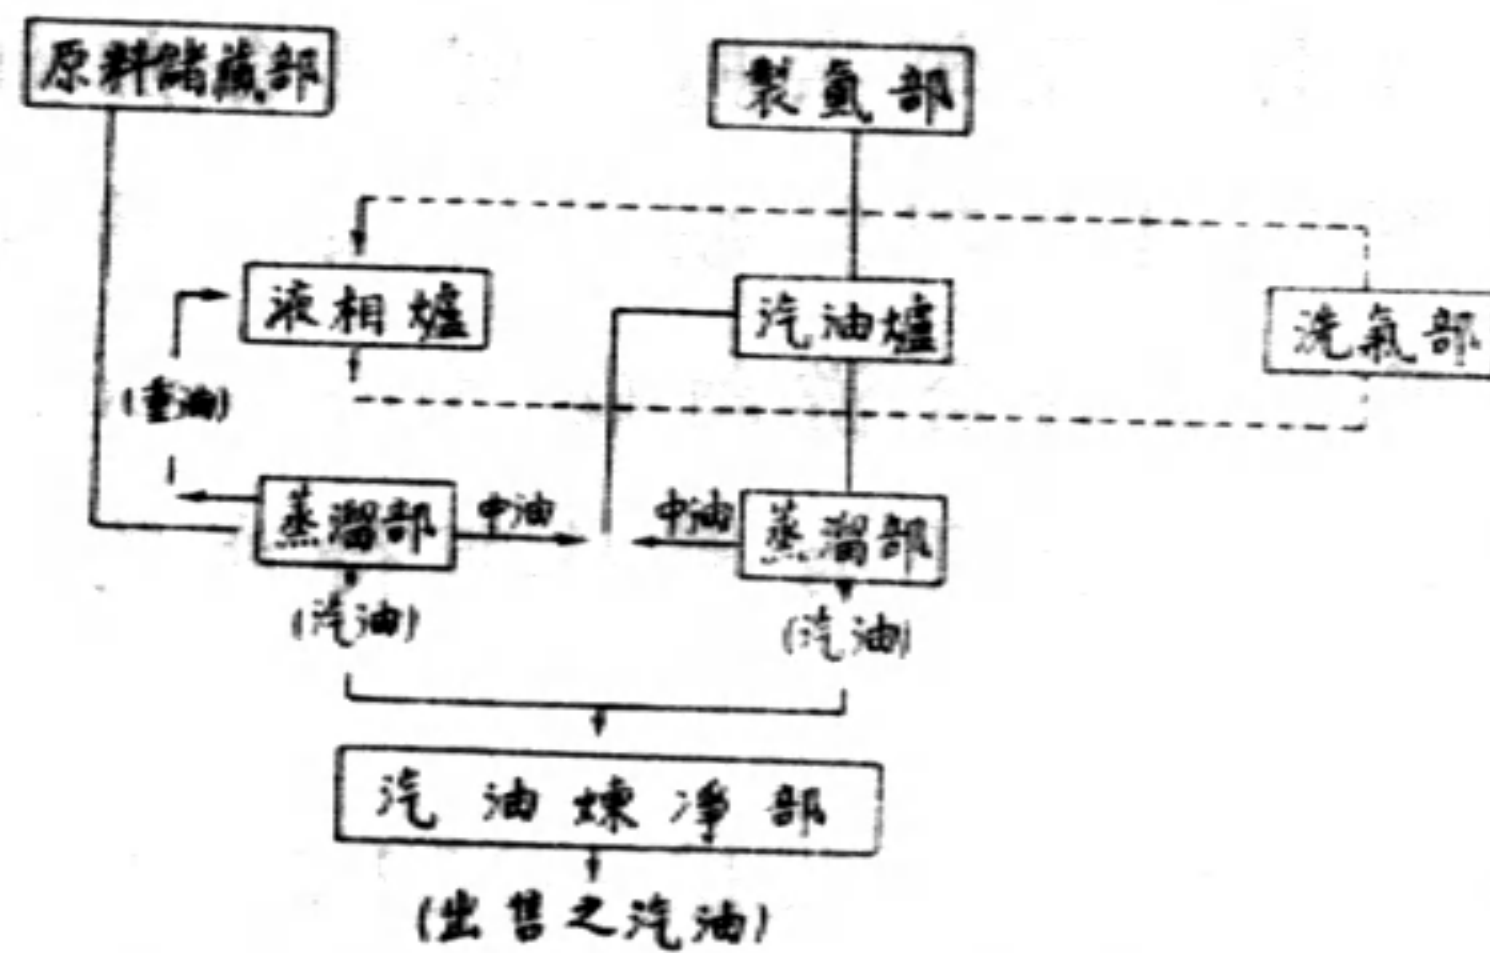 原料儲藏部
製氫部
液相爐
汽油爐
洗氣部
(重油)
蒸溜部
中油
中油
蒸溜部
(汽油)
(汽油)
汽油煉淨部
(出售之汽油)